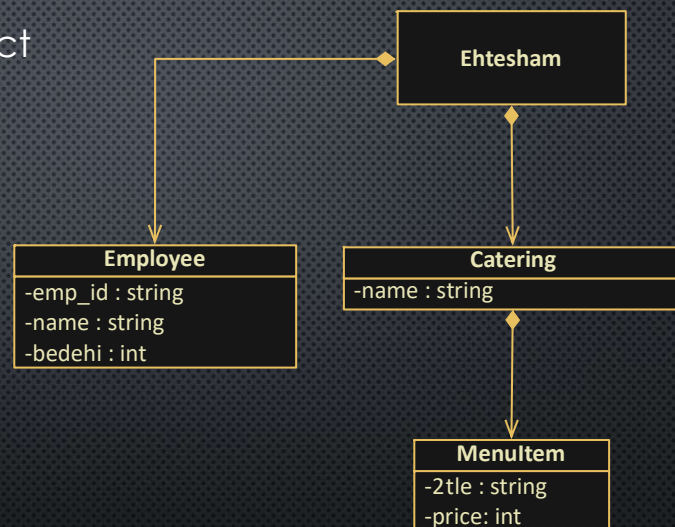 ct
Ehtesham
Employee
-emp_id : string
-name : string
-bedehi : int
Catering
-name : string
MenuItem
-2tle : string
-price: int